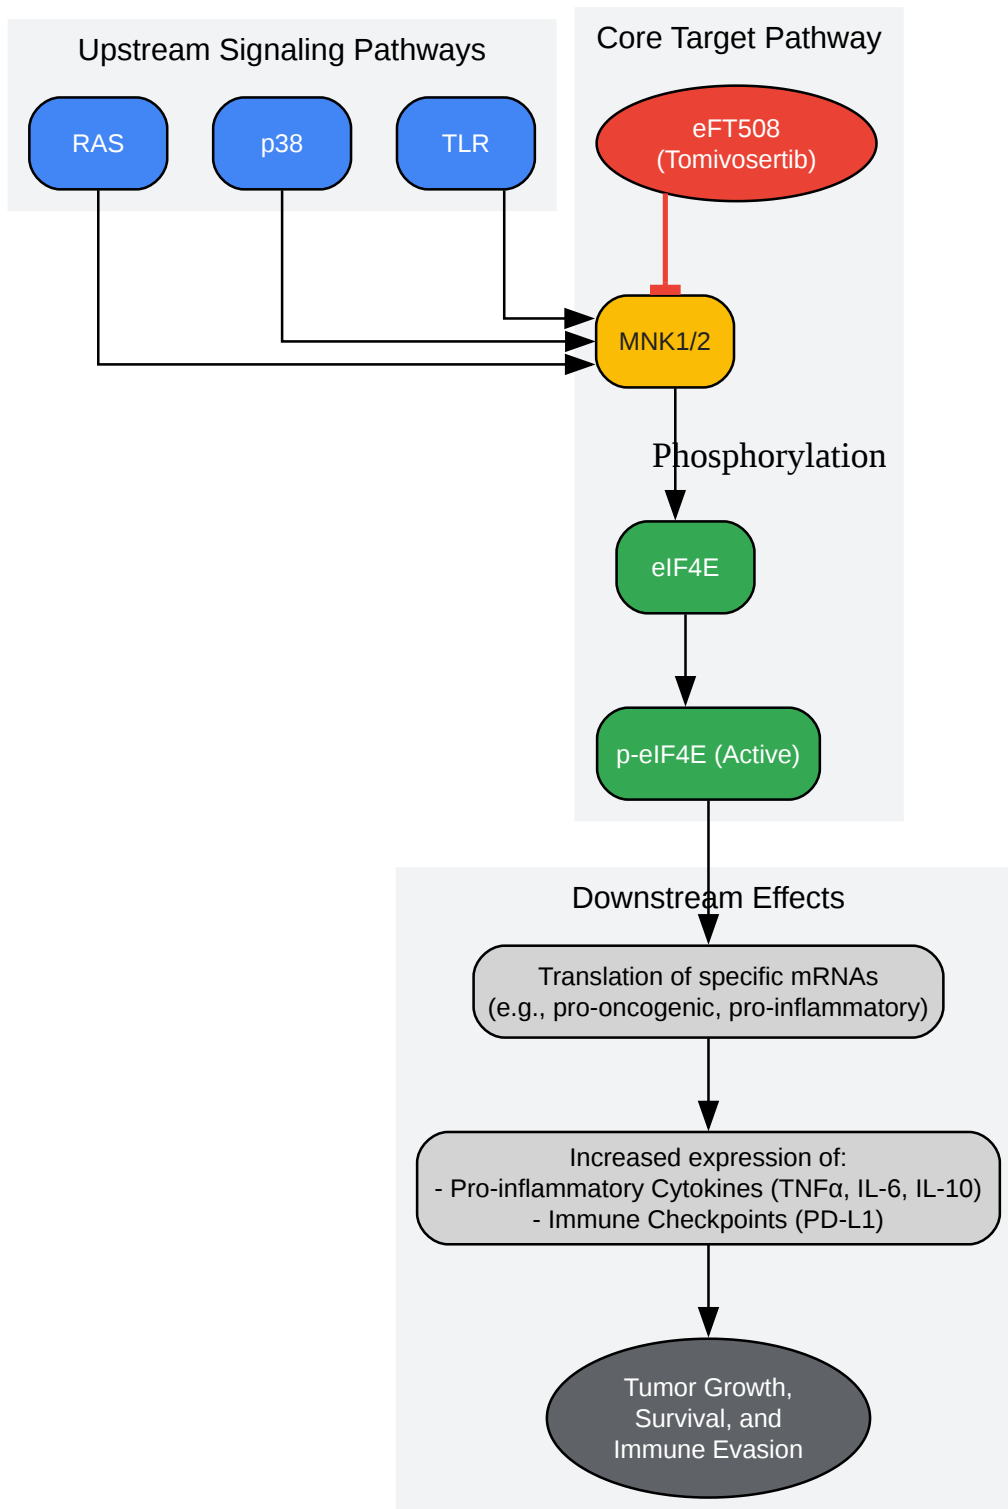 Upstream Signaling Pathways
RAS
p38
TLR
Core Target Pathway
eFT508
(Tomivosertib)
MNK1/2
Phosphorylation
eIF4E
p-eIF4E (Active)
Downstream Effects
Translation of specific mRNAs
(e.g., pro-oncogenic, pro-inflammatory)
Increased expression of:
- Pro-inflammatory Cytokines (TNFα, IL-6, IL-10)
- Immune Checkpoints (PD-L1)
Tumor Growth,
Survival, and
Immune Evasion